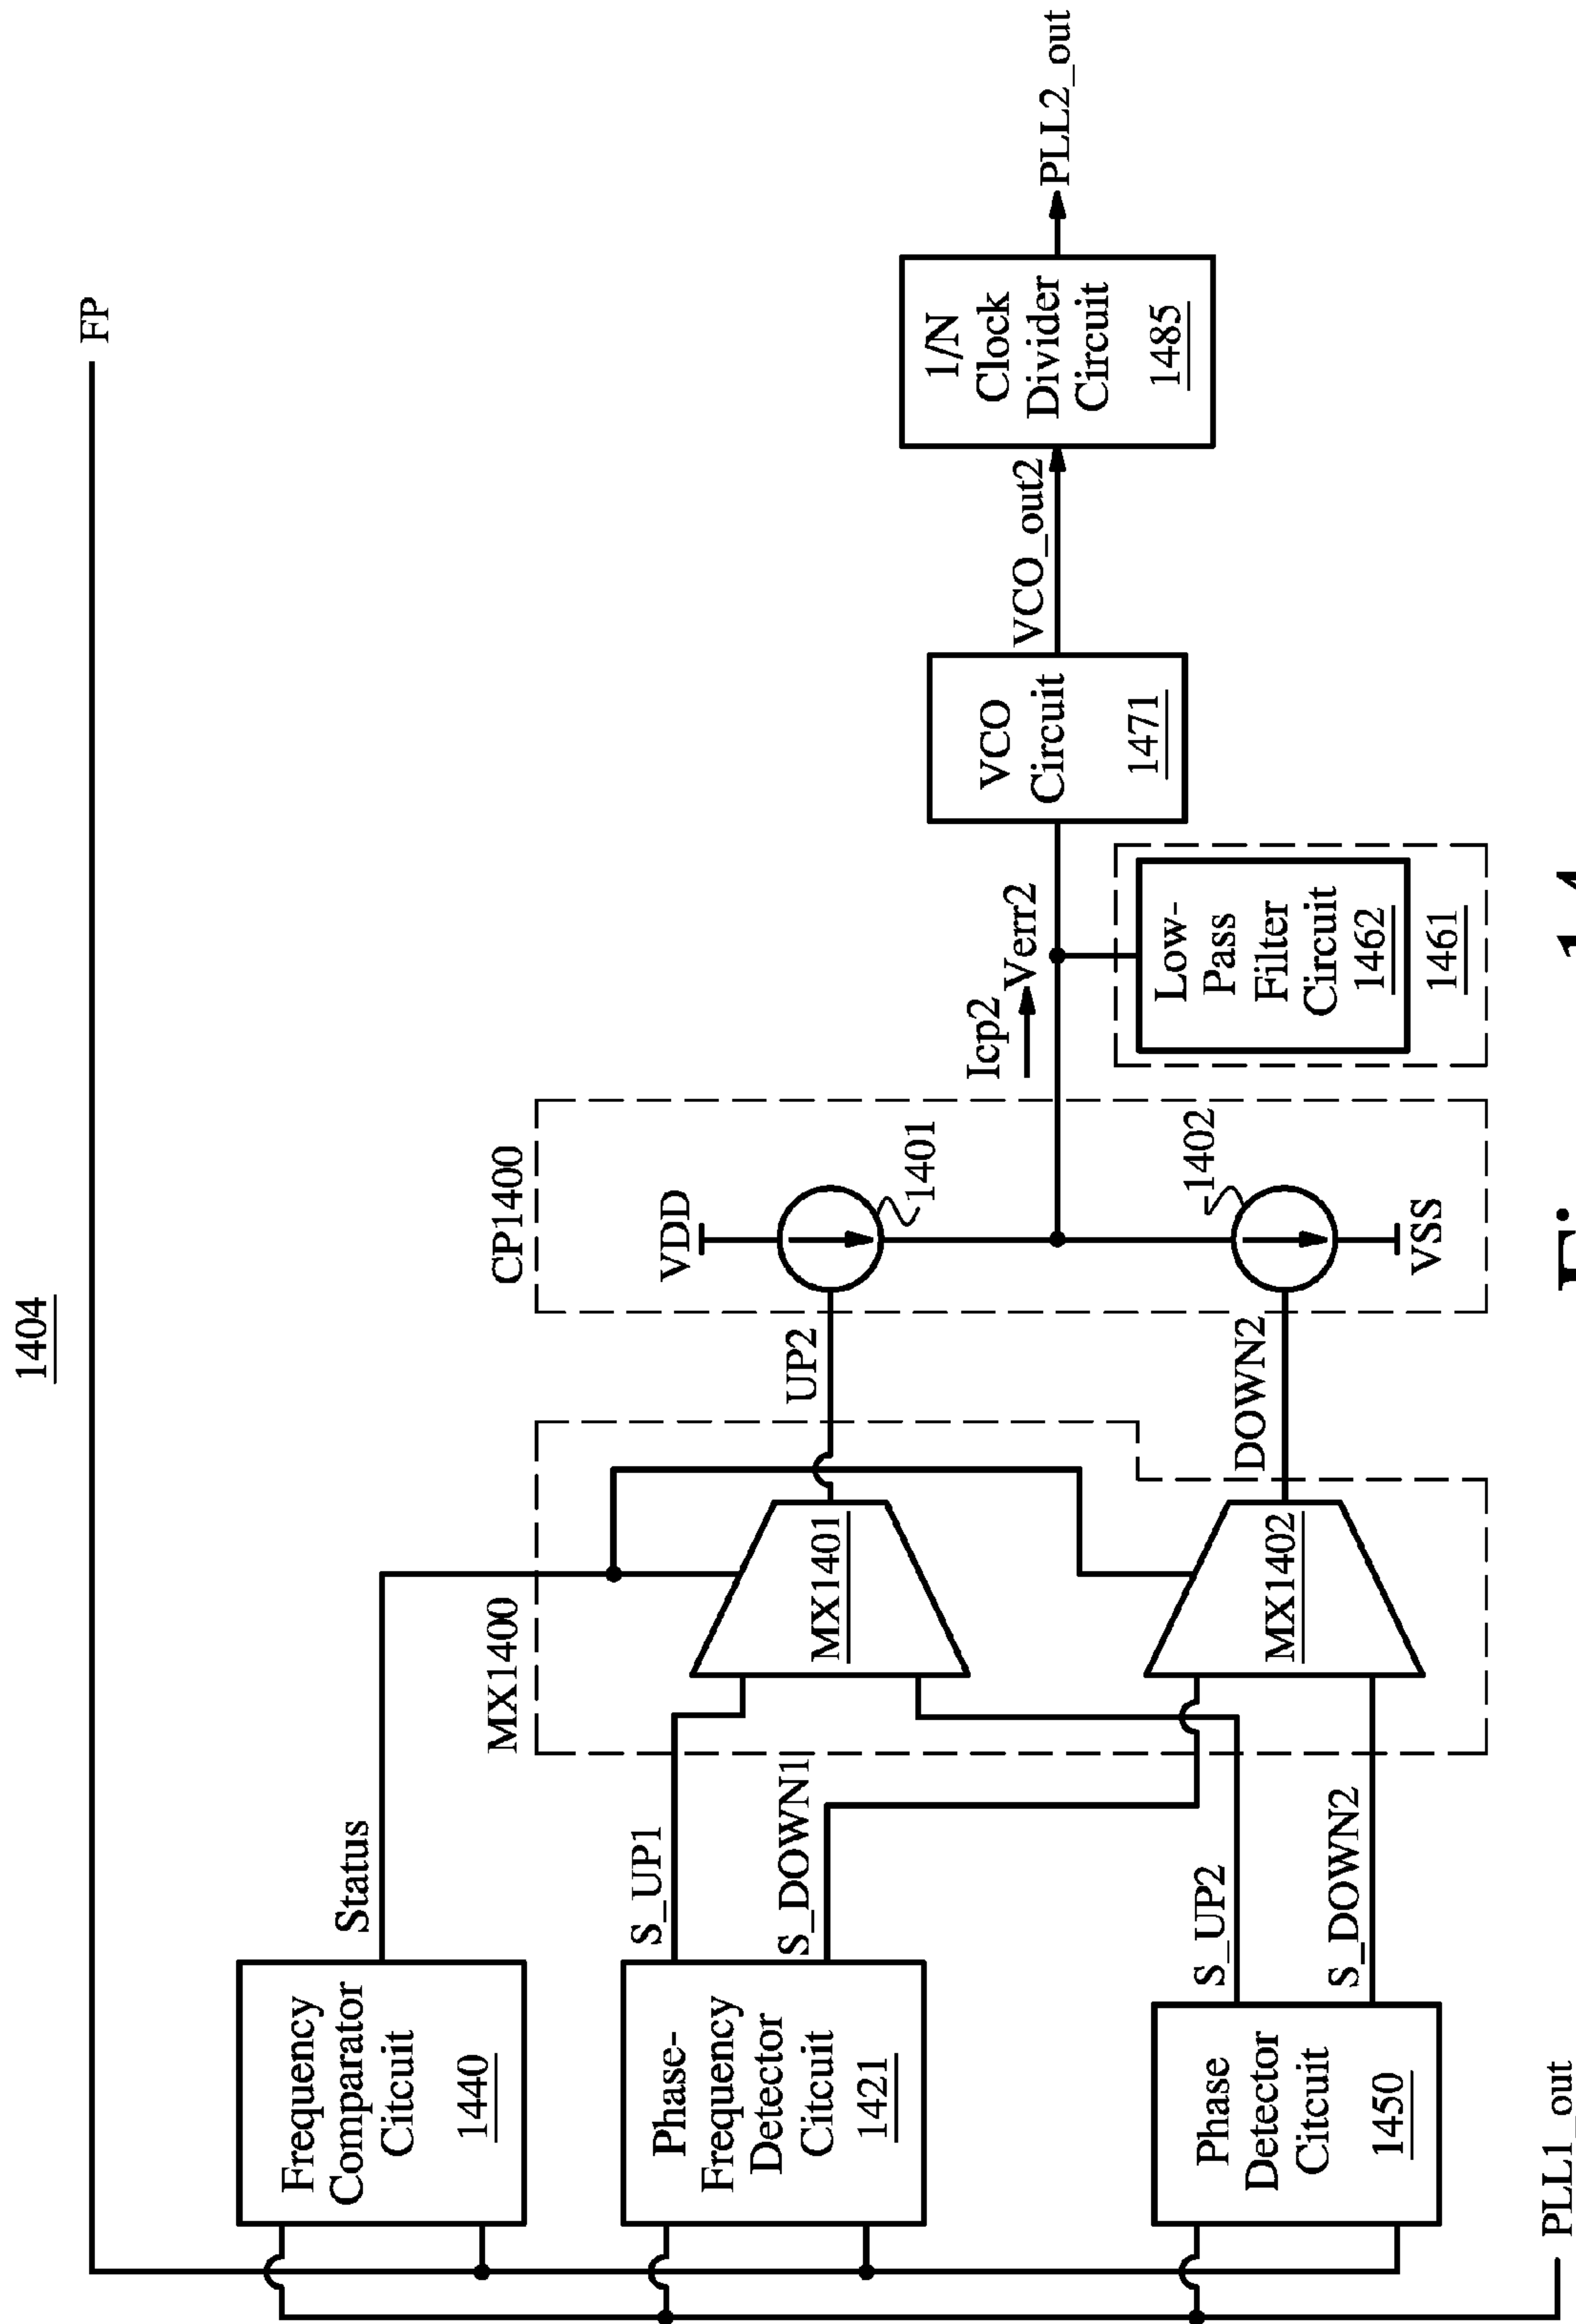 1404
FP
Frequency
Comparator
Citcuit
1440
Status
Phase-
Frequency
Detector
Citcuit
1421
S_UP1
S_DOWN1
Phase
Detector
Citcuit
1450
S_UP2
S_DOWN2
PLL1_out
MX1400
MX1401
MX1402
UP2
DOWN2
CP1400
VDD
1401
1402
VSS
Icp2
Verr2
Low-
Pass
Filter
Circuit
1462
1461
VCO
Circuit
1471
VCO_out2
1/N
Clock
Divider
Circuit
1485
PLL2_out